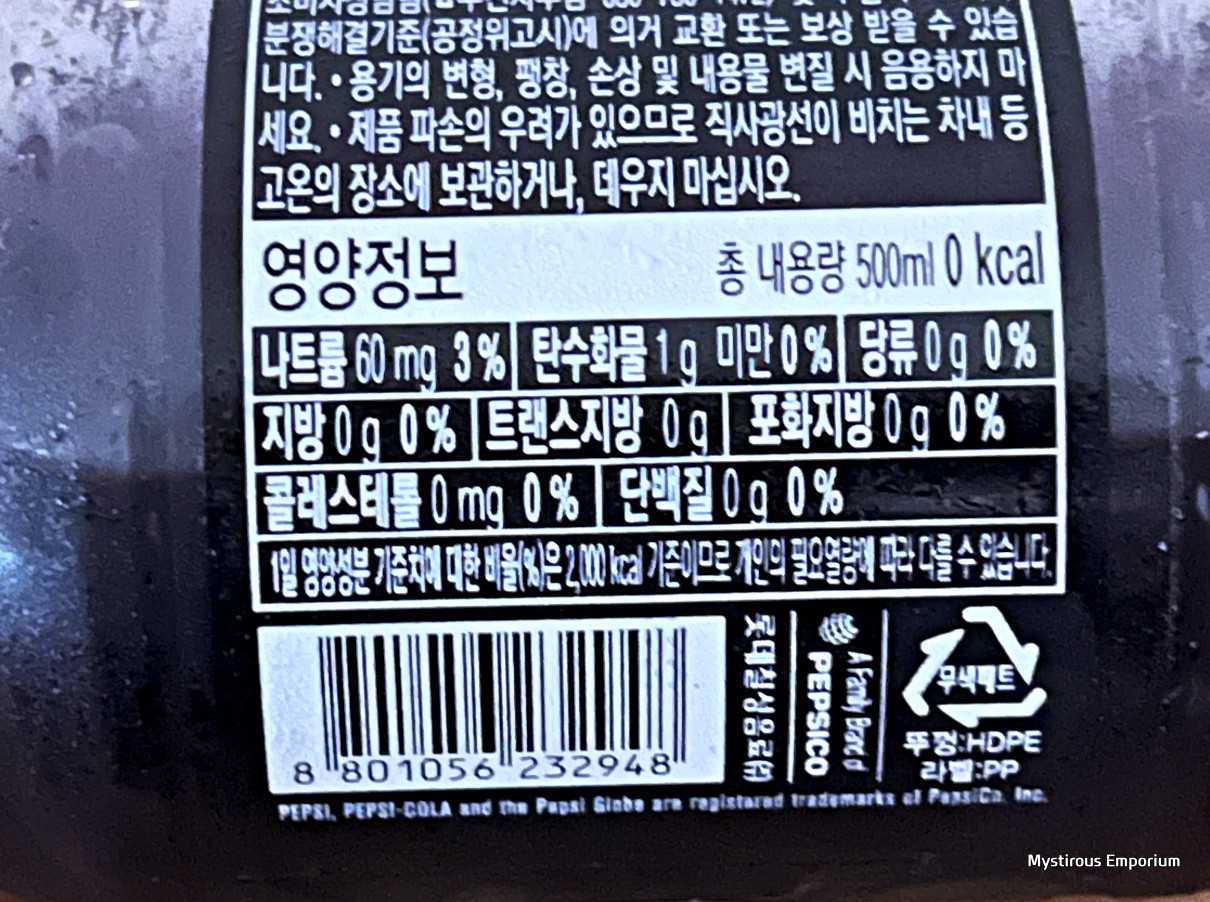 분쟁해결기준(공정위고시)에 의거 교환 또는 보상 받을 수 있습
니다. • 용기의 변형, 팽창, 손상 및 내용물 변질 시 음용하지 마
세요. • 제품 파손의 우려가 있으므로 직사광선이 비치는 차내 등
고온의 장소에 보관하거나, 데우지 마십시오.
영양정보 총 내용량 500ml 0 kcal
나트륨 60 mg 3 % 탄수화물 1 g 미만 0 % 당류 0 g 0 %
지방 0 g 0 % 트랜스지방 0 g 포화지방 0 g 0 %
콜레스테롤 0 mg 0 % 단백질 0 g 0 %
1일 영양성분 기준치에 대한 비율(%)은 2,000 kcal 기준이므로 개인의 필요열량에 따라 다를 수 있습니다.
8 801056 232948
롯데칠성음료㈜
PEPSICO
A Family Brand of
무색페트
뚜껑:HDPE
라벨:PP
PEPSI, PEPSI-COLA and the Pepsi Globe are registered trademarks of PepsiCo. Inc.
Mystirous Emporium